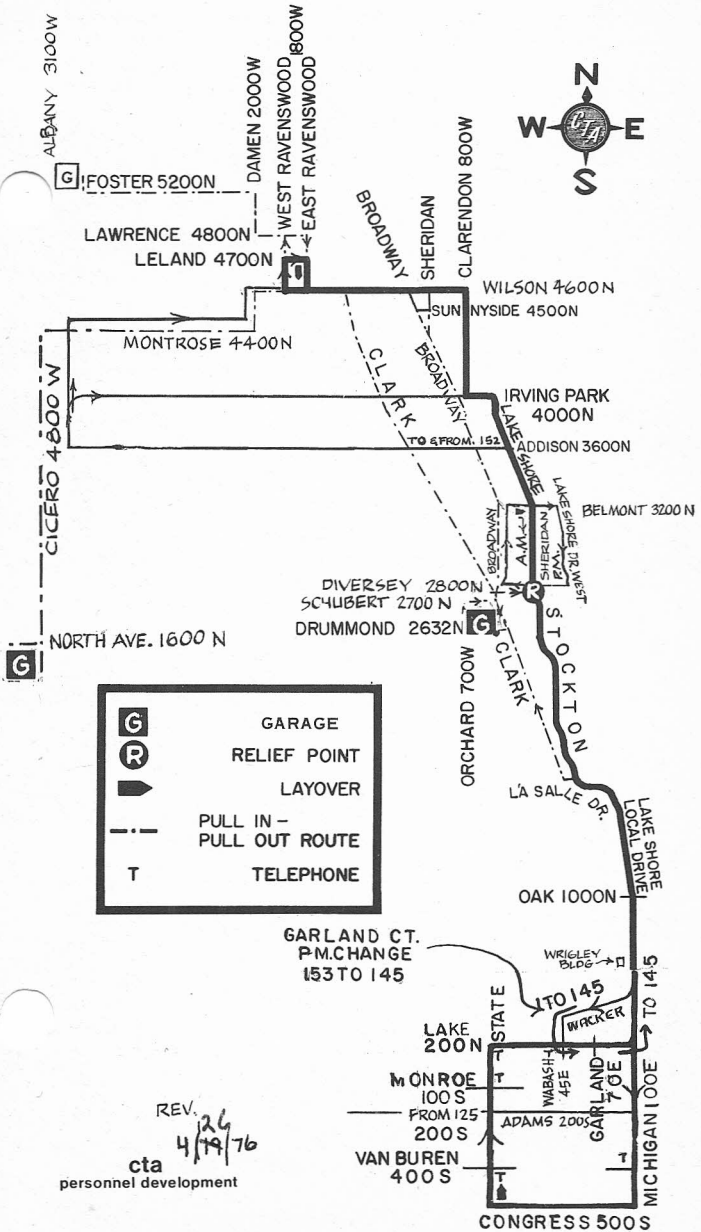 ALBANY 3100W
DAMEN 2000W
WEST RAVENSWOOD 1800W
EAST RAVENSWOOD
N
W CTA E
S
G FOSTER 5200N
LAWRENCE 4800N
LELAND 4700N
BROADWAY
SHERIDAN
CLARENDON 800W
WILSON 4600N
SUNNYSIDE 4500N
MONTROSE 4400N
CLARK
BROADWAY
IRVING PARK
4000N
CICERO 4800 W
TO & FROM. 152
LAKE SHORE
ADDISON 3600N
BROADWAY
A.M.
SHERIDAN
P.M.
LAKE SHORE DR. WEST
BELMONT 3200 N
DIVERSEY 2800N
R
SCHUBERT 2700 N
DRUMMOND 2632N
G
G
NORTH AVE. 1600 N
ORCHARD 700W
CLARK
STOCKTON
G GARAGE
R RELIEF POINT
LAYOVER
PULL IN –
PULL OUT ROUTE
T TELEPHONE
LA SALLE DR.
LAKE SHORE
LOCAL DRIVE
OAK 1000N
GARLAND CT.
P.M. CHANGE
153 TO 145
WRIGLEY
BLDG
TO 145
TO 145
WACKER
STATE
LAKE
200N
T
MONROE
100S
T
WABASH
45E
GARLAND
70E
MICHIGAN 100E
FROM 125
200S
ADAMS 200S
VAN BUREN
400S
T
T
CONGRESS 500S
REV.
26
4/19/76
cta
personnel development